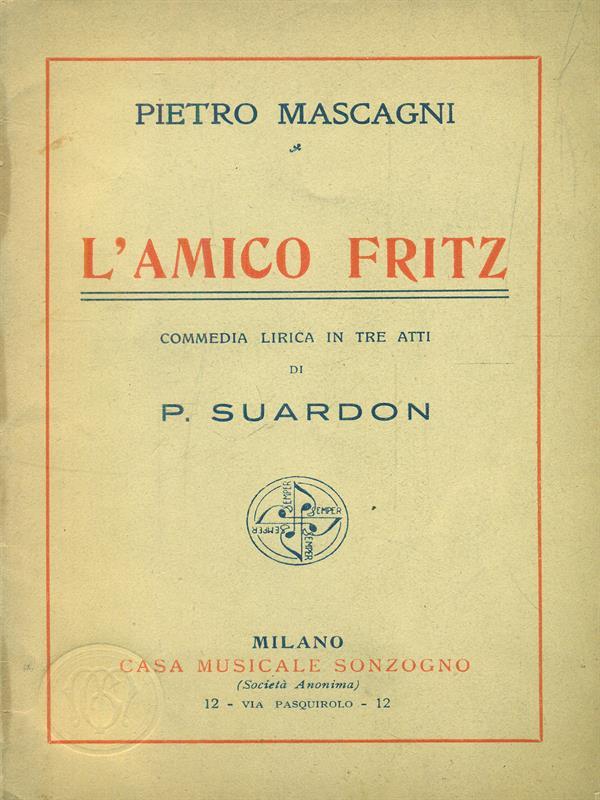 PIETRO MASCAGNI
L'AMICO FRITZ
COMMEDIA LIRICA IN TRE ATTI
DI
P. SUARDON
SEMPER
SEMPER
SEMPER
SEMPER
MILANO
CASA MUSICALE SONZOGNO
(Società Anonima)
12 - VIA PASQUIROLO - 12